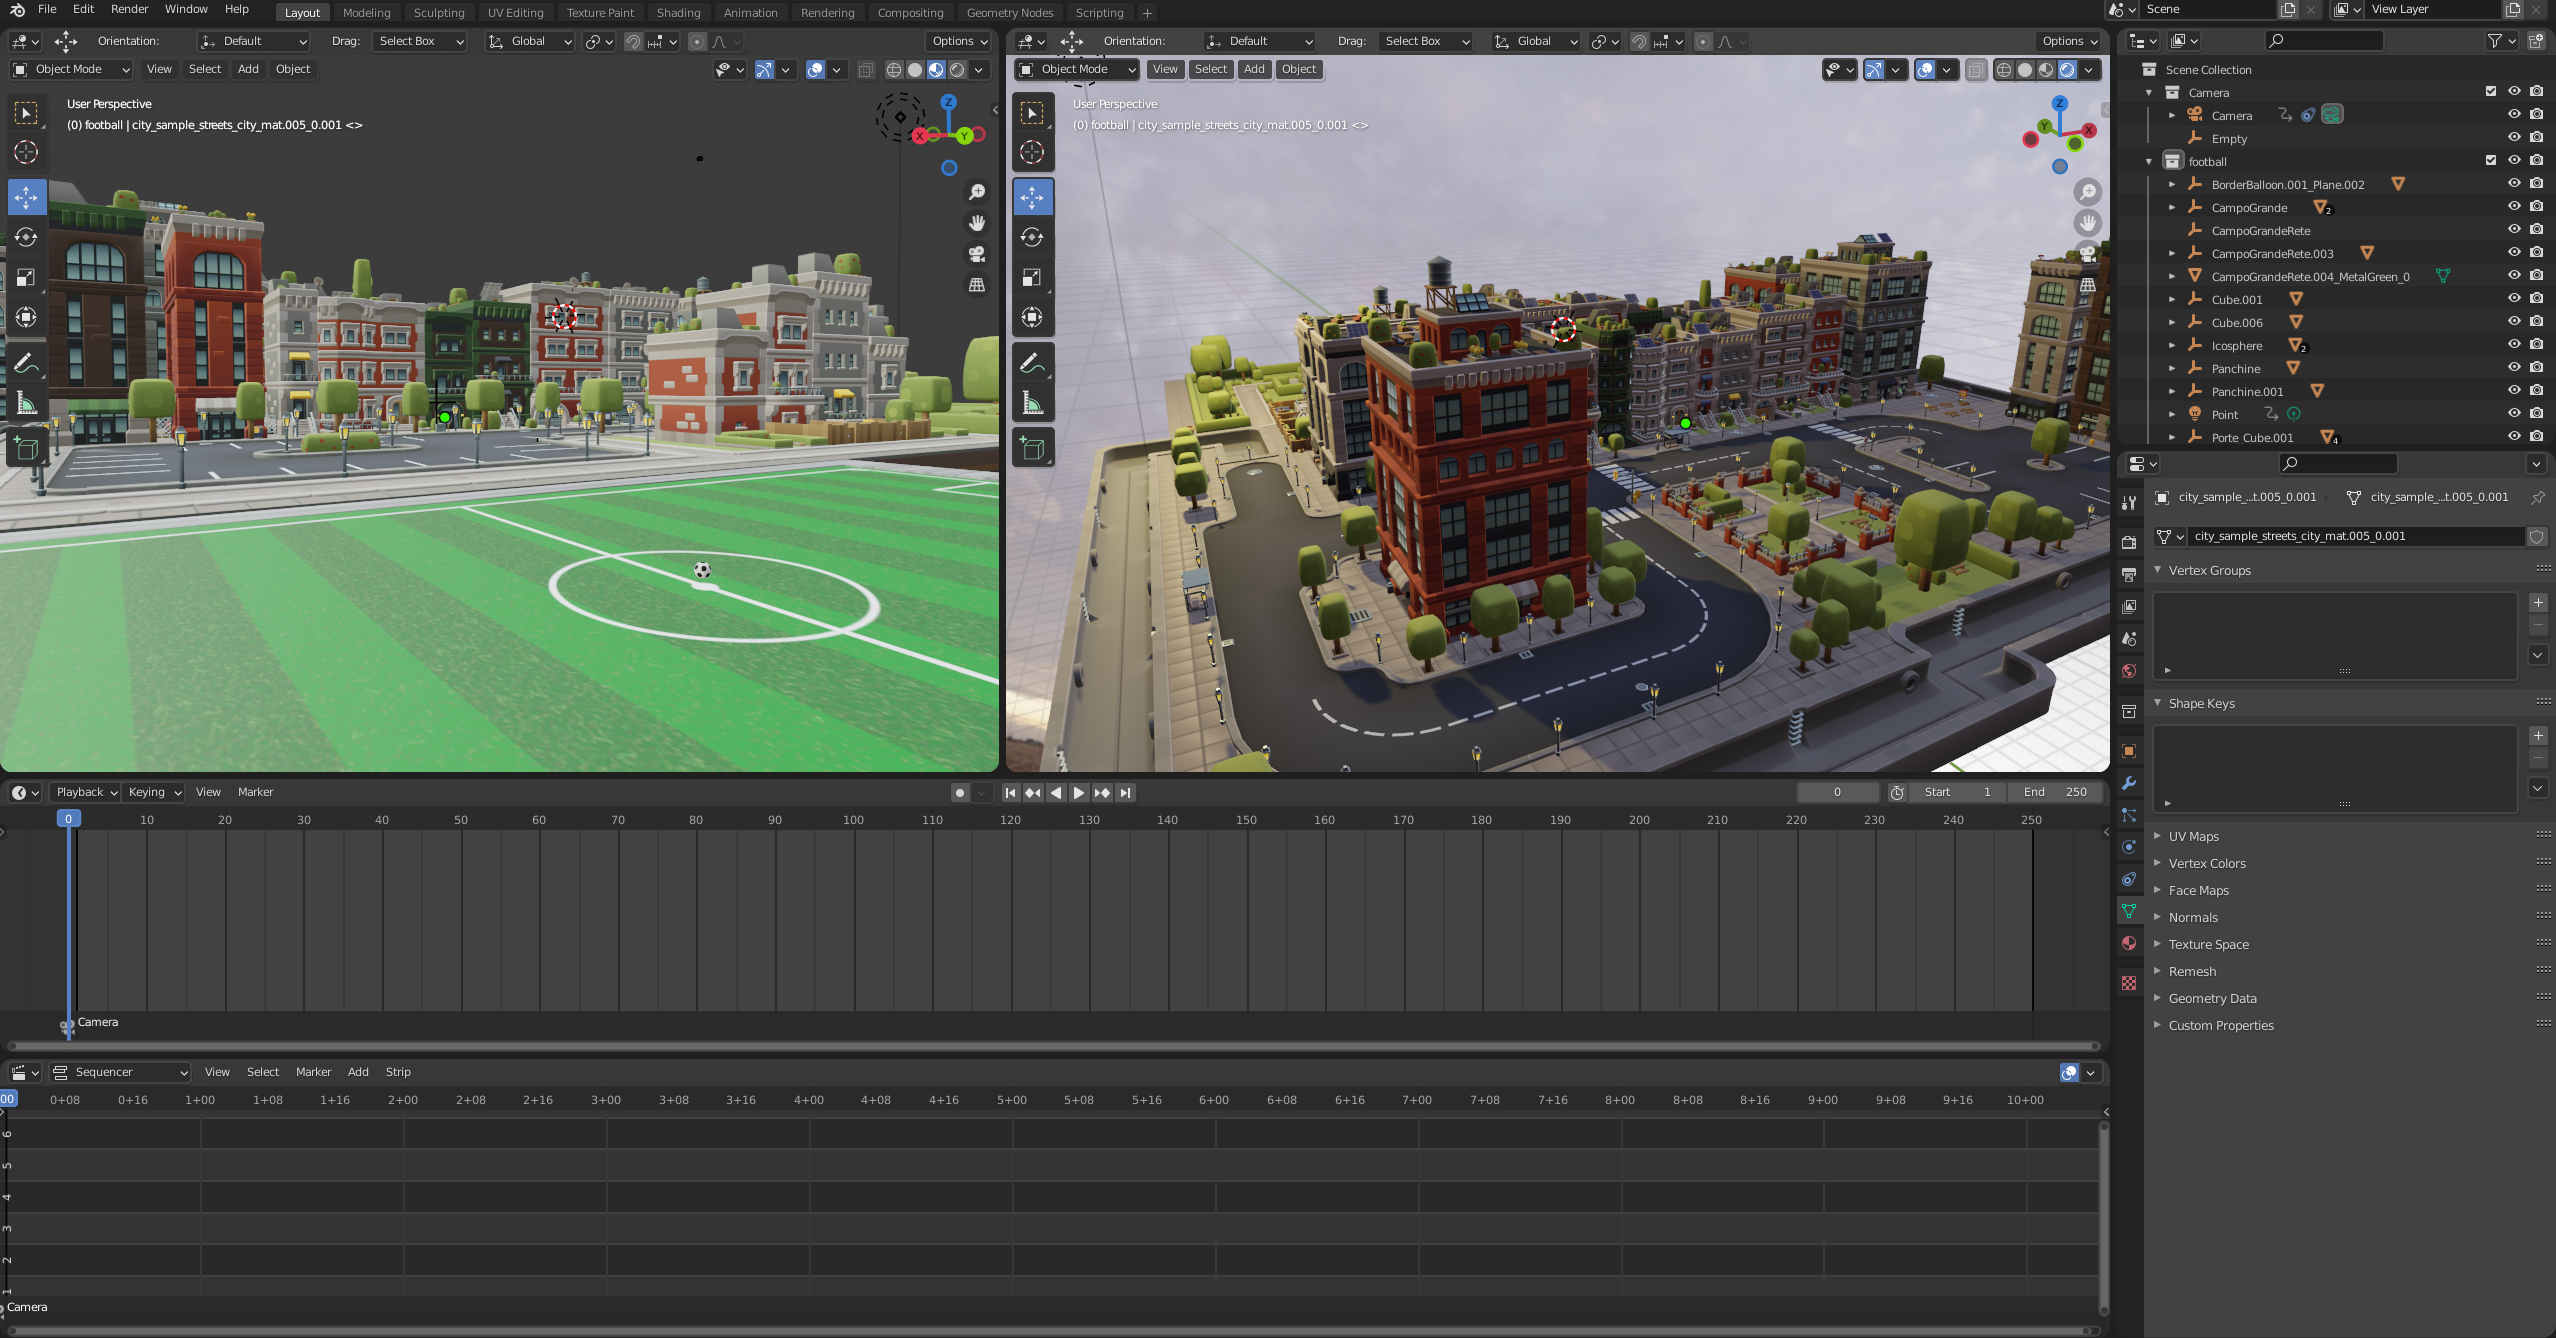 File Edit Render Window Help Layout Modeling Sculpting UV Editing Texture Paint Shading Animation Rendering Compositing Geometry Nodes Scripting + Scene View Layer
Orientation: Default Drag: Select Box Global Options
Object Mode View Select Add Object
User Perspective
(0) football | city_sample_streets_city_mat.005_0.001 <>
Z
X
Y
Orientation: Default Drag: Select Box Global Options
Object Mode View Select Add Object
User Perspective
(0) football | city_sample_streets_city_mat.005_0.001 <>
Z
Y
X
Scene Collection
Camera
Camera
Empty
football
BorderBalloon.001_Plane.002
CampoGrande 2
CampoGrandeRete
CampoGrandeRete.003
CampoGrandeRete.004_MetalGreen_0
Cube.001
Cube.006
Icosphere 2
Panchine
Panchine.001
Point
Porte_Cube.001 4
city_sample_...t.005_0.001 city_sample_...t.005_0.001
city_sample_streets_city_mat.005_0.001
Vertex Groups
Shape Keys
UV Maps
Vertex Colors
Face Maps
Normals
Texture Space
Remesh
Geometry Data
Custom Properties
Playback Keying View Marker 0 Start 1 End 250
0 10 20 30 40 50 60 70 80 90 100 110 120 130 140 150 160 170 180 190 200 210 220 230 240 250
Camera
Sequencer View Select Marker Add Strip
00 0+08 0+16 1+00 1+08 1+16 2+00 2+08 2+16 3+00 3+08 3+16 4+00 4+08 4+16 5+00 5+08 5+16 6+00 6+08 6+16 7+00 7+08 7+16 8+00 8+08 8+16 9+00 9+08 9+16 10+00
6
5
4
3
2
1
Camera